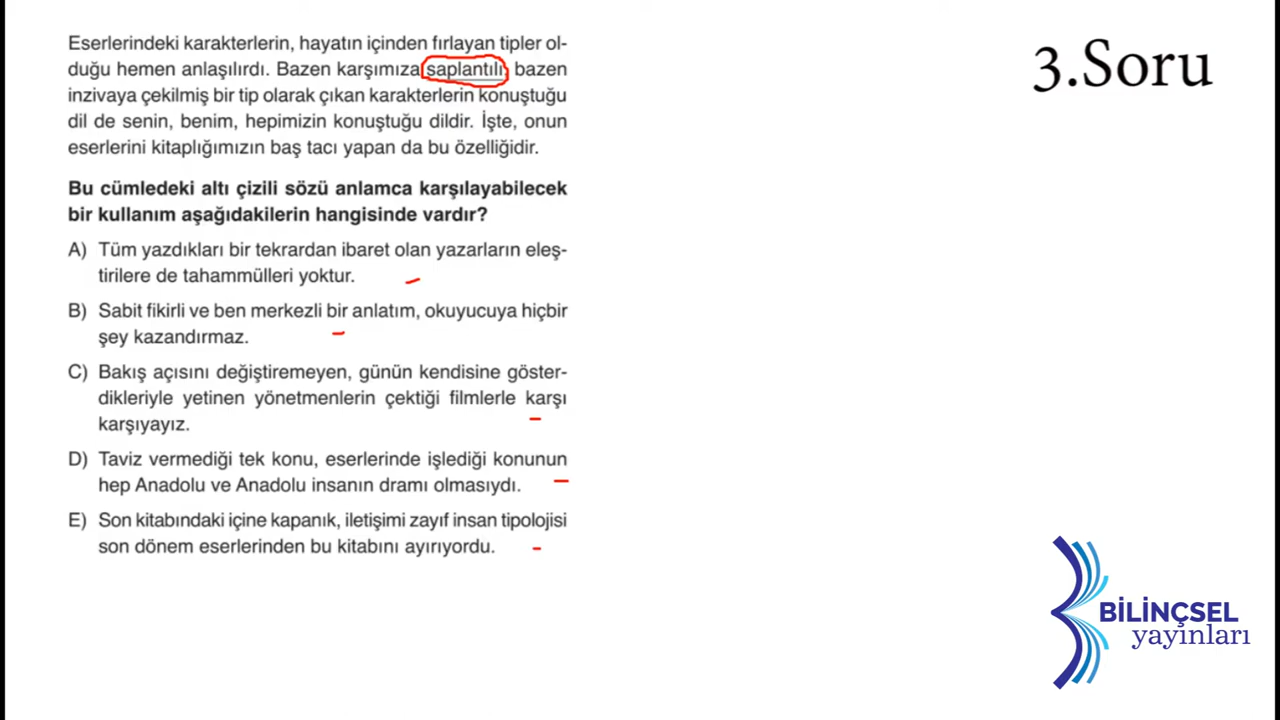 3.Soru
Eserlerindeki karakterlerin, hayatın içinden fırlayan tipler ol-
duğu hemen anlaşılırdı. Bazen karşımıza saplantılı, bazen
inzivaya çekilmiş bir tip olarak çıkan karakterlerin konuştuğu
dil de senin, benim, hepimizin konuştuğu dildir. İşte, onun
eserlerini kitaplığımızın baş tacı yapan da bu özelliğidir.
Bu cümledeki altı çizili sözü anlamca karşılayabilecek
bir kullanım aşağıdakilerin hangisinde vardır?
A) Tüm yazdıkları bir tekrardan ibaret olan yazarların eleş-
tirilere de tahammülleri yoktur.
B) Sabit fikirli ve ben merkezli bir anlatım, okuyucuya hiçbir
şey kazandırmaz.
C) Bakış açısını değiştiremeyen, günün kendisine göster-
dikleriyle yetinen yönetmenlerin çektiği filmlerle karşı
karşıyayız.
D) Taviz vermediği tek konu, eserlerinde işlediği konunun
hep Anadolu ve Anadolu insanın dramı olmasıydı.
E) Son kitabındaki içine kapanık, iletişimi zayıf insan tipolojisi
son dönem eserlerinden bu kitabını ayırıyordu.
BİLİNÇSEL
yayınları